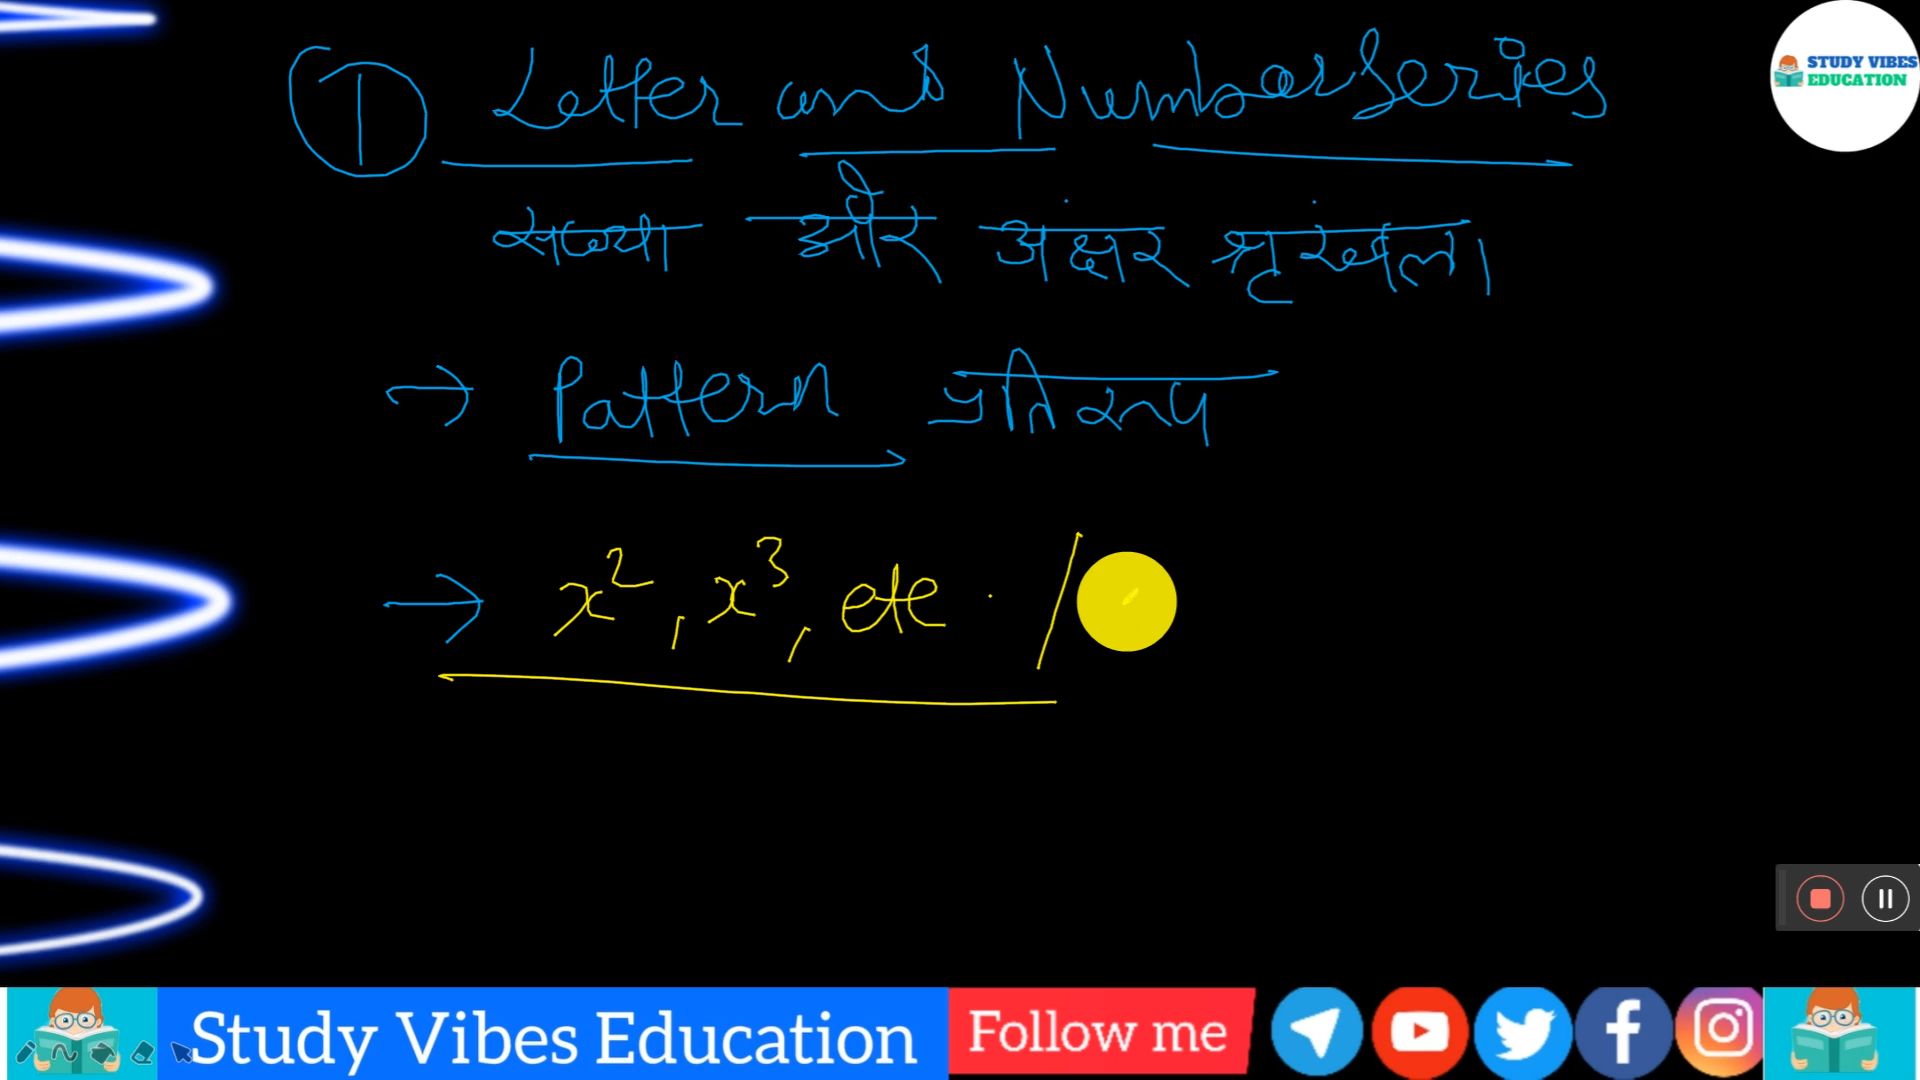 ① Letter and Number Series
STUDY VIBES
EDUCATION
सख्या और अंक्षर श्रृंखला
→ Pattern प्रतिरूप
→ x², x³, etc . /
Study Vibes Education
Follow me